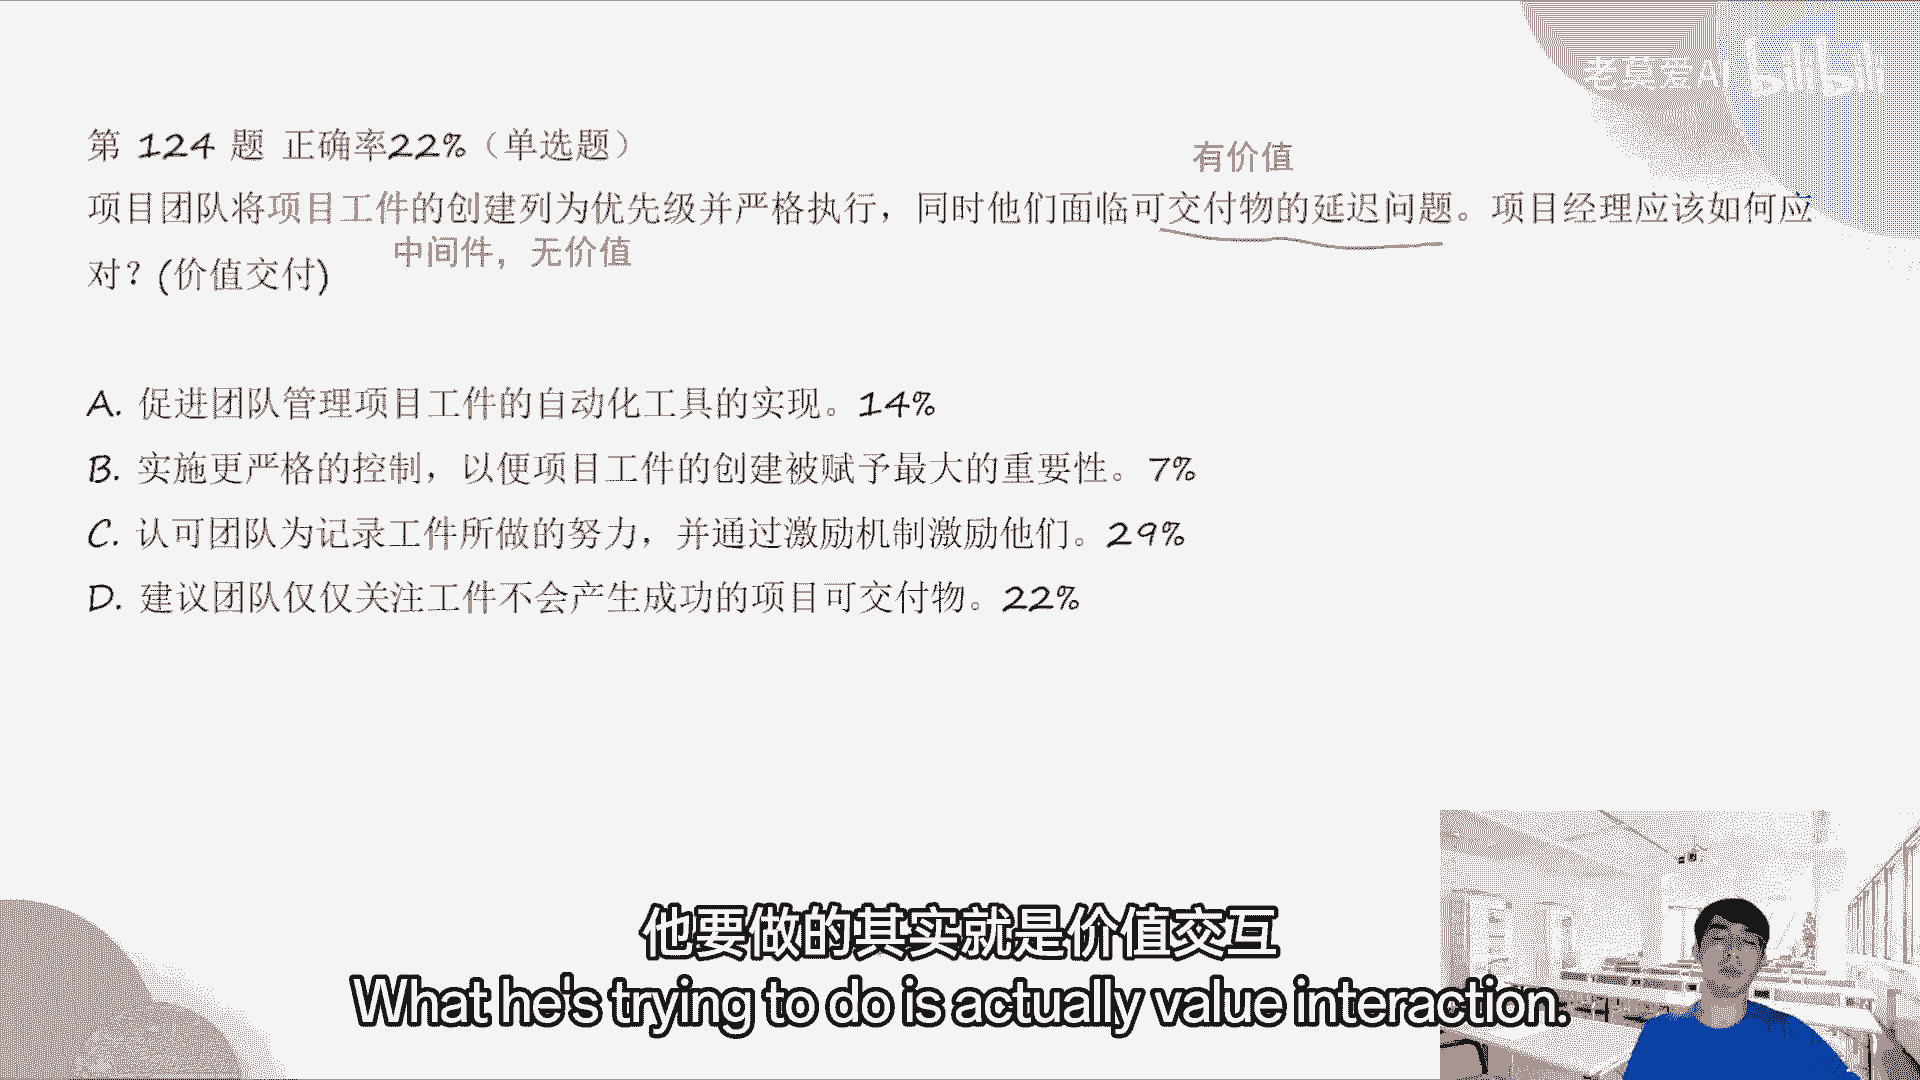 老莫爱AI bilibili
第 124 题 正确率22%（单选题）
有价值
项目团队将项目工件的创建列为优先级并严格执行，同时他们面临可交付物的延迟问题。项目经理应该如何应
中间件，无价值
对？(价值交付)
A. 促进团队管理项目工件的自动化工具的实现。14%
B. 实施更严格的控制，以便项目工件的创建被赋予最大的重要性。7%
C. 认可团队为记录工件所做的努力，并通过激励机制激励他们。29%
D. 建议团队仅仅关注工件不会产生成功的项目可交付物。22%
他要做的其实就是价值交互
What he's trying to do is actually value interaction.